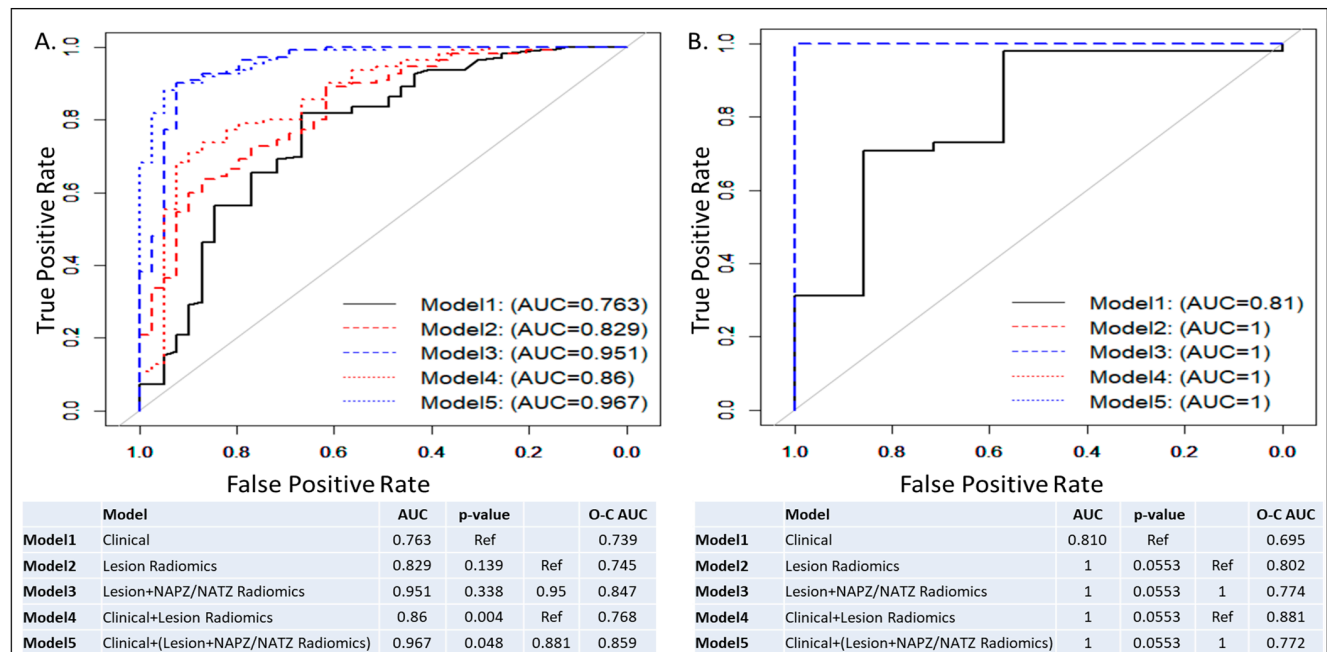 A.
True Positive Rate
1.0
0.8
0.6
0.4
0.2
0.0
Model1: (AUC=0.763)
Model2: (AUC=0.829)
Model3: (AUC=0.951)
Model4: (AUC=0.86)
Model5: (AUC=0.967)
1.0 0.8 0.6 0.4 0.2 0.0
False Positive Rate
Model AUC p-value O-C AUC
Model1 Clinical 0.763 Ref 0.739
Model2 Lesion Radiomics 0.829 0.139 Ref 0.745
Model3 Lesion+NAPZ/NATZ Radiomics 0.951 0.338 0.95 0.847
Model4 Clinical+Lesion Radiomics 0.86 0.004 Ref 0.768
Model5 Clinical+(Lesion+NAPZ/NATZ Radiomics) 0.967 0.048 0.881 0.859
B.
True Positive Rate
1.0
0.8
0.6
0.4
0.2
0.0
Model1: (AUC=0.81)
Model2: (AUC=1)
Model3: (AUC=1)
Model4: (AUC=1)
Model5: (AUC=1)
1.0 0.8 0.6 0.4 0.2 0.0
False Positive Rate
Model AUC p-value O-C AUC
Model1 Clinical 0.810 Ref 0.695
Model2 Lesion Radiomics 1 0.0553 Ref 0.802
Model3 Lesion+NAPZ/NATZ Radiomics 1 0.0553 1 0.774
Model4 Clinical+Lesion Radiomics 1 0.0553 Ref 0.881
Model5 Clinical+(Lesion+NAPZ/NATZ Radiomics) 1 0.0553 1 0.772